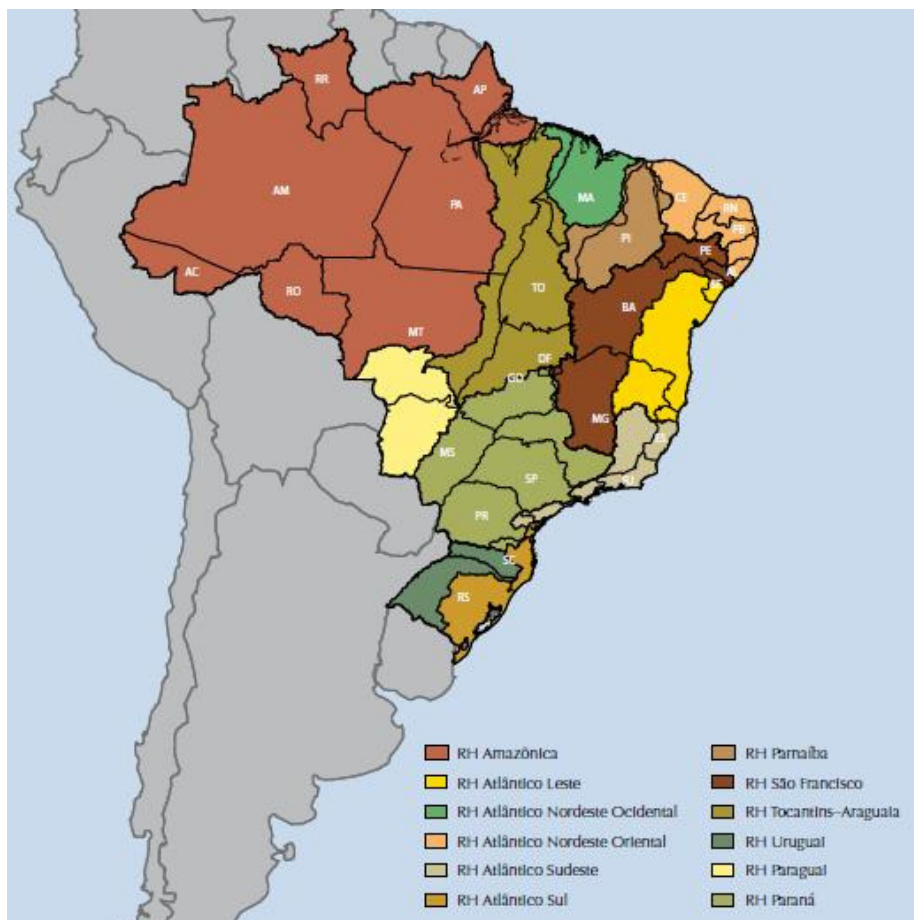 RR
AP
AM
PA
MA
CE
RN
PB
PI
PE
AL
SE
AC
RO
TO
BA
MT
DF
GO
MG
ES
MS
SP
RJ
PR
SC
RS
RH Amazônica
RH Atlântico Leste
RH Atlântico Nordeste Ocidental
RH Atlântico Nordeste Oriental
RH Atlântico Sudeste
RH Atlântico Sul
RH Parnaíba
RH São Francisco
RH Tocantins–Araguaia
RH Uruguai
RH Paraguai
RH Paraná